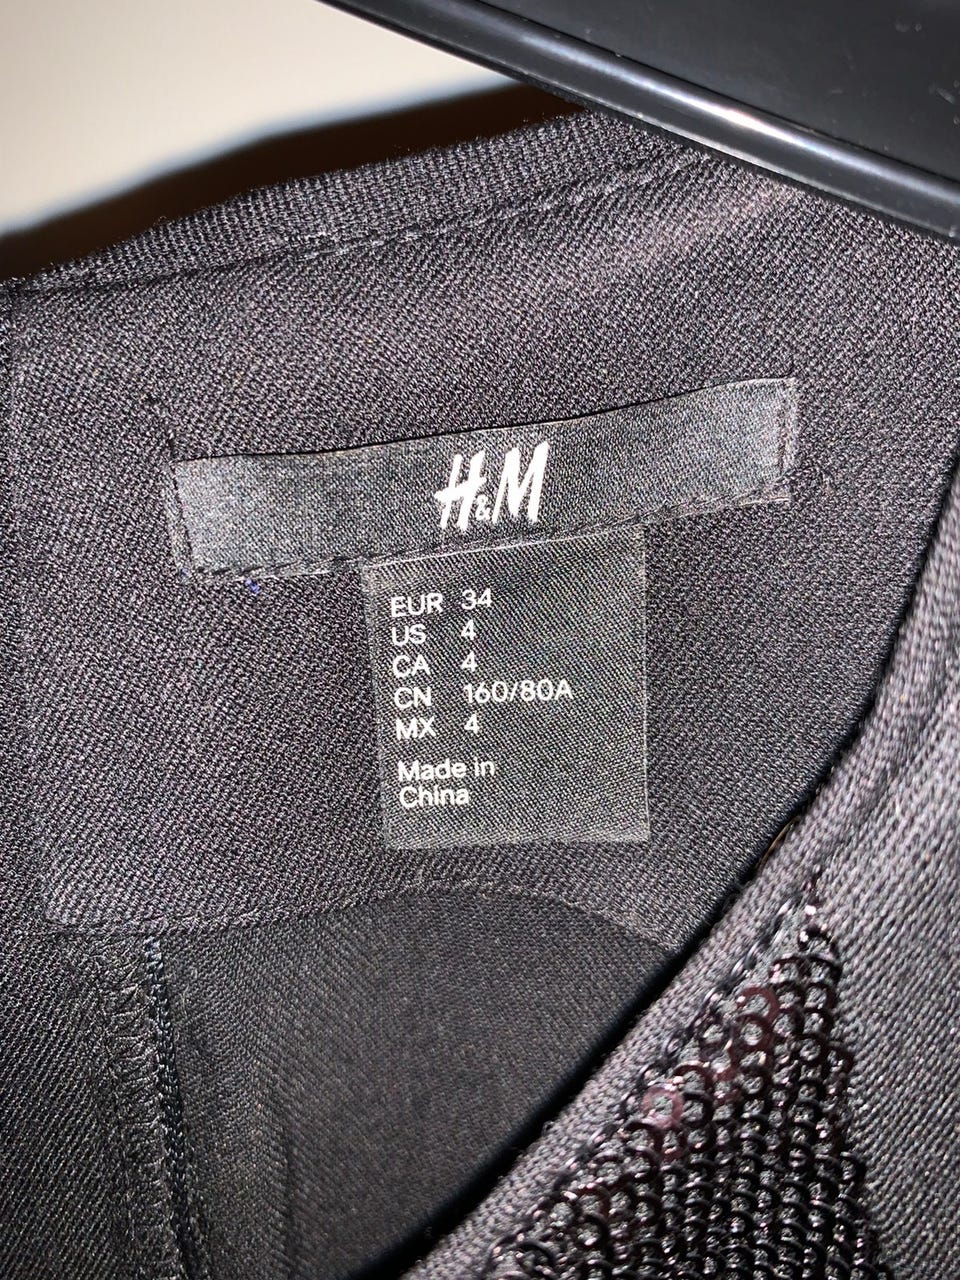 H&M
EUR 34
US 4
CA 4
CN 160/80A
MX 4
Made in
China